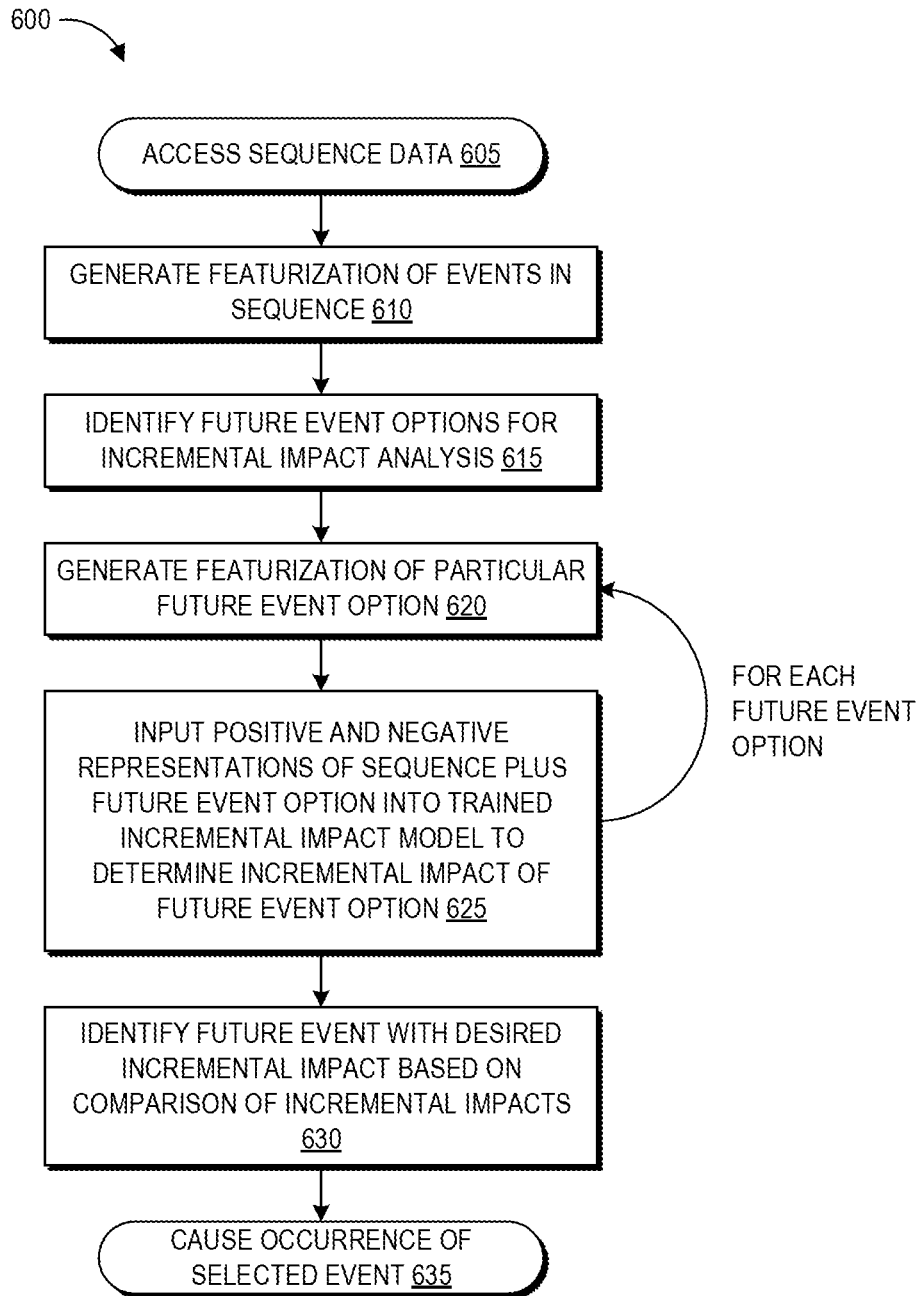 600
ACCESS SEQUENCE DATA 605
GENERATE FEATURIZATION OF EVENTS IN
SEQUENCE 610
IDENTIFY FUTURE EVENT OPTIONS FOR
INCREMENTAL IMPACT ANALYSIS 615
GENERATE FEATURIZATION OF PARTICULAR
FUTURE EVENT OPTION 620
FOR EACH
FUTURE EVENT
OPTION
INPUT POSITIVE AND NEGATIVE
REPRESENTATIONS OF SEQUENCE PLUS
FUTURE EVENT OPTION INTO TRAINED
INCREMENTAL IMPACT MODEL TO
DETERMINE INCREMENTAL IMPACT OF
FUTURE EVENT OPTION 625
IDENTIFY FUTURE EVENT WITH DESIRED
INCREMENTAL IMPACT BASED ON
COMPARISON OF INCREMENTAL IMPACTS
630
CAUSE OCCURRENCE OF
SELECTED EVENT 635